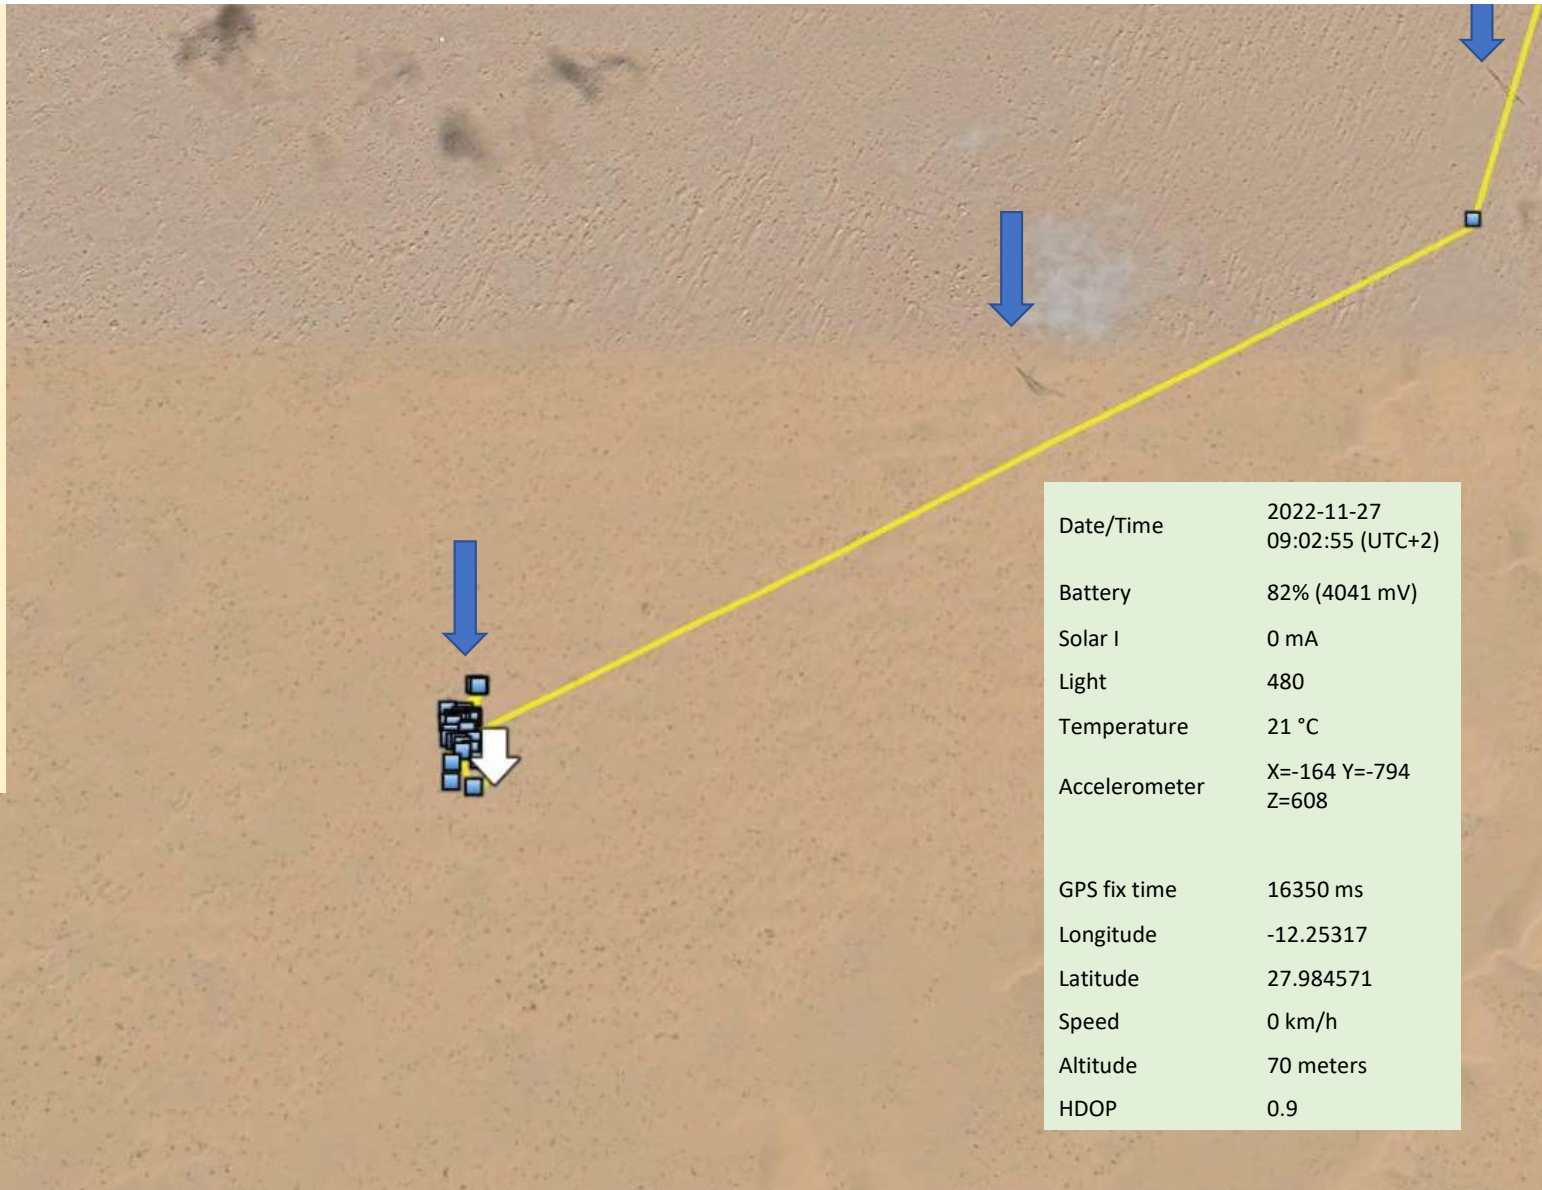 Date/Time 2022-11-27
09:02:55 (UTC+2)
Battery 82% (4041 mV)
Solar I 0 mA
Light 480
Temperature 21 °C
Accelerometer X=-164 Y=-794
Z=608
GPS fix time 16350 ms
Longitude -12.25317
Latitude 27.984571
Speed 0 km/h
Altitude 70 meters
HDOP 0.9